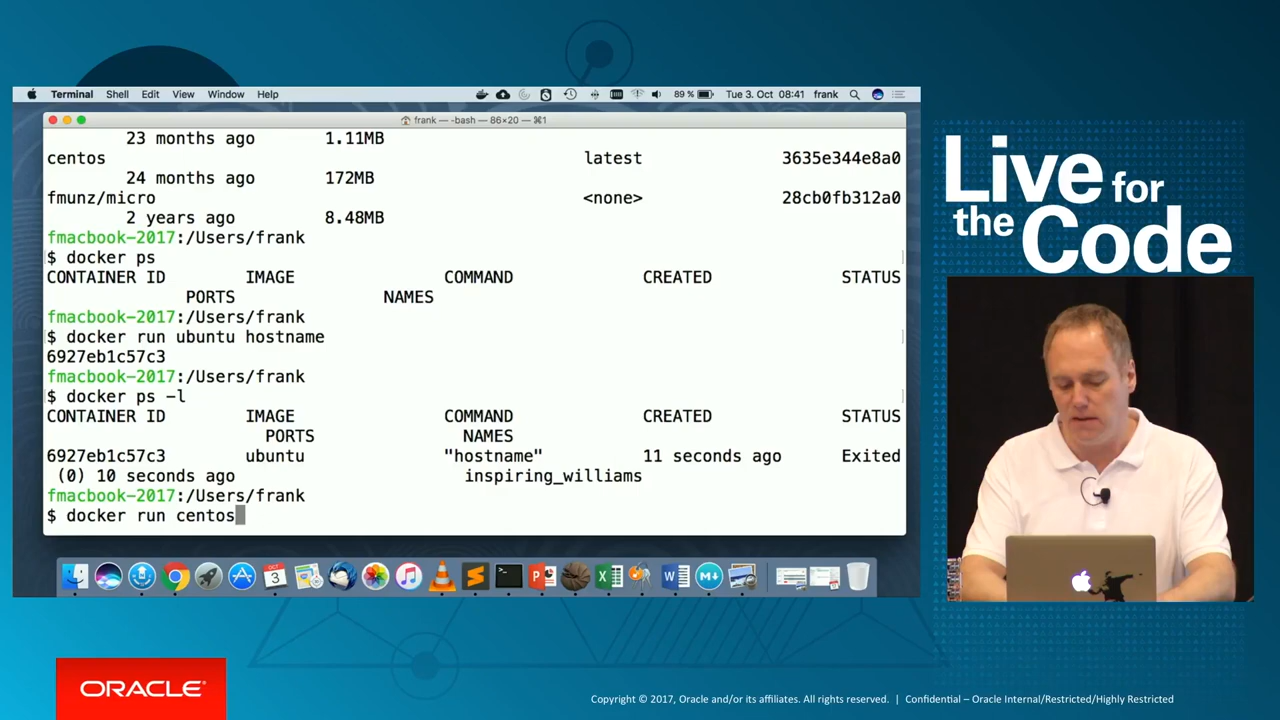 Terminal Shell Edit View Window Help 89 % Tue 3. Oct 08:41 frank
frank — -bash — 86×20 — ⌘1
23 months ago 1.11MB
centos latest 3635e344e8a0
24 months ago 172MB
fmunz/micro <none> 28cb0fb312a0
2 years ago 8.48MB
fmacbook-2017:/Users/frank
$ docker ps
CONTAINER ID IMAGE COMMAND CREATED STATUS
PORTS NAMES
fmacbook-2017:/Users/frank
$ docker run ubuntu hostname
6927eb1c57c3
fmacbook-2017:/Users/frank
$ docker ps -l
CONTAINER ID IMAGE COMMAND CREATED STATUS
PORTS NAMES
6927eb1c57c3 ubuntu "hostname" 11 seconds ago Exited
(0) 10 seconds ago inspiring_williams
fmacbook-2017:/Users/frank
$ docker run centos
Live for
the Code
ORACLE®
Copyright © 2017, Oracle and/or its affiliates. All rights reserved. | Confidential – Oracle Internal/Restricted/Highly Restricted